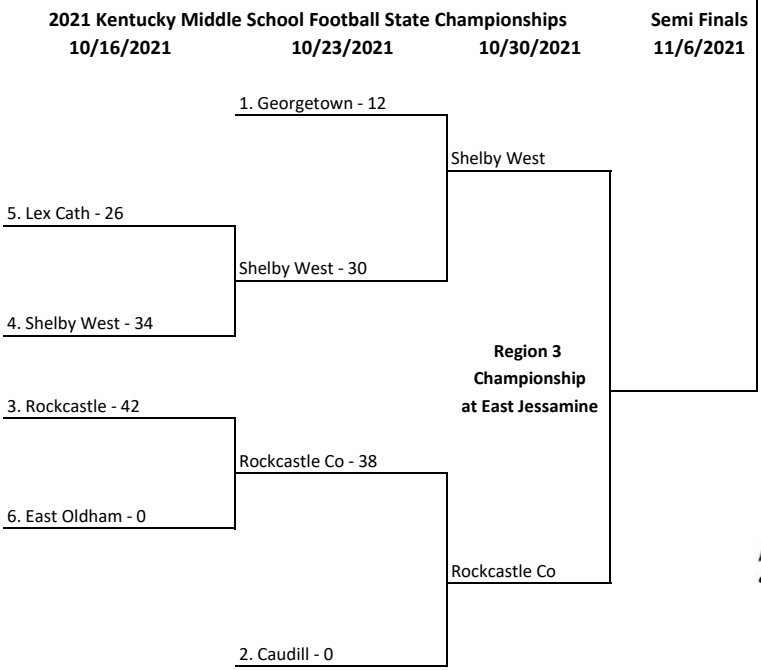 2021 Kentucky Middle School Football State Championships
Semi Finals
10/16/2021
10/23/2021
10/30/2021
11/6/2021
1. Georgetown - 12
Shelby West
5. Lex Cath - 26
Shelby West - 30
4. Shelby West - 34
Region 3
Championship
at East Jessamine
3. Rockcastle - 42
Rockcastle Co - 38
6. East Oldham - 0
Rockcastle Co
2. Caudill - 0